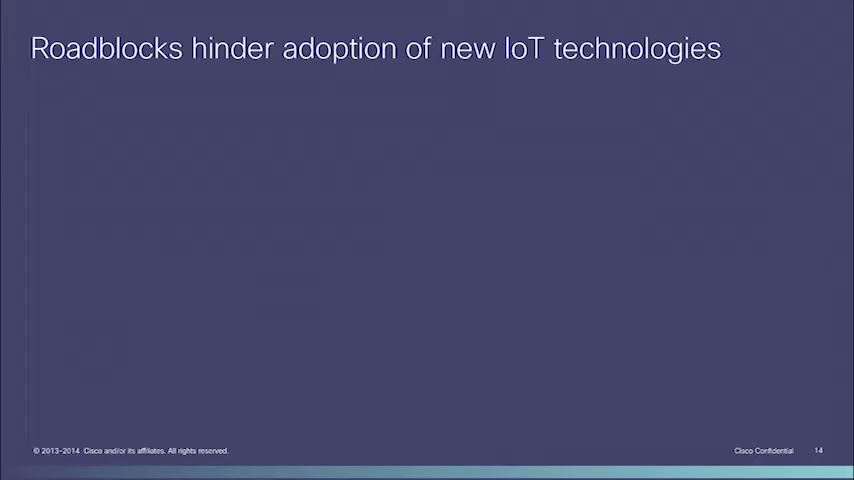 Roadblocks hinder adoption of new IoT technologies
© 2013-2014 Cisco and/or its affiliates. All rights reserved.
Cisco Confidential
14